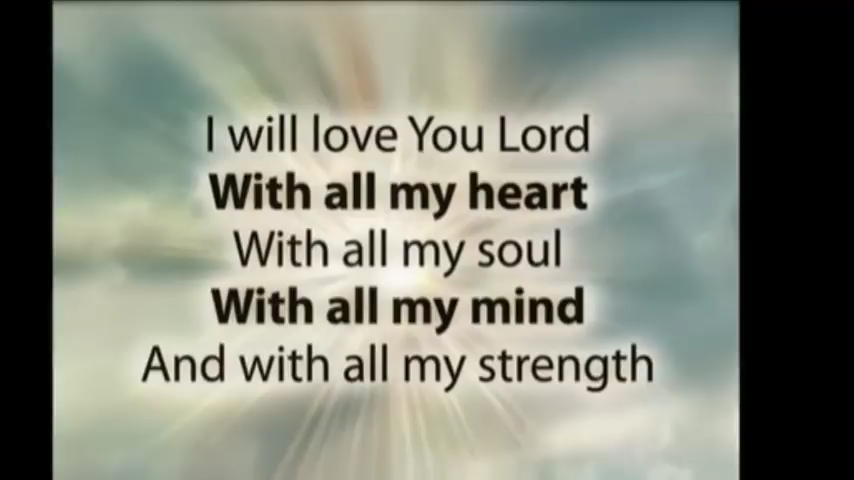 I will love You Lord
With all my heart
With all my soul
With all my mind
And with all my strength